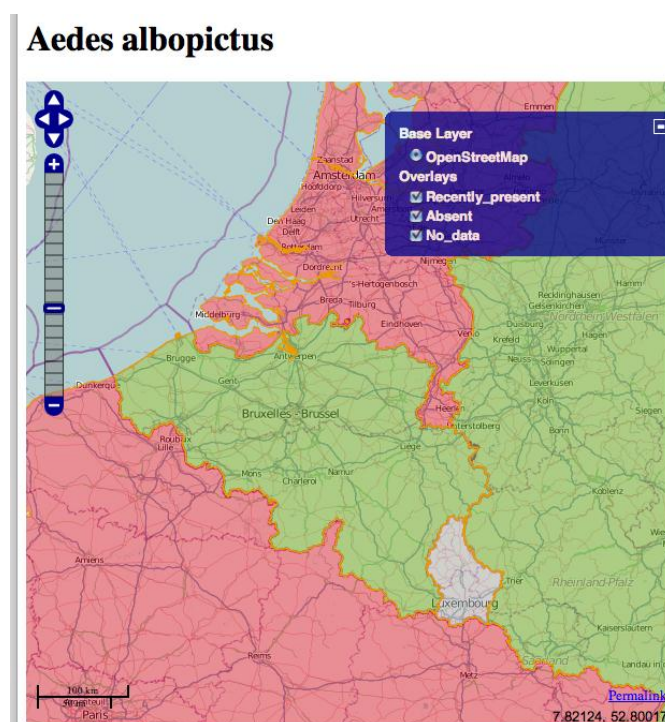 Aedes albopictus
Emmen
Base Layer
OpenStreetMap
Overlays
Recently_present
Absent
No_data
Zaanstad
Amsterdam
Hoofddorp
Hilversum
Leiden
Den Haag
Utrecht
Delft
Rotterdam
Nijmegen
Dordrecht
's-Hertogenbosch
Hamm
Recklinghausen
Breda
Tilburg
Gelsenkirchen
Nordrhein-Westfalen
Middelburg
Eindhoven
Duisburg
Hagen
Venlo
Krefeld
Wuppertal
Brugge
Antwerpen
Neuss
Solingen
Dunkerque
Gent
Leverkusen
Siegen
Bruxelles - Brussel
Heerlen
Köln
Unterstolberg
Bonn
Roubaix
Lille
Liège
Mons
Namur
Charleroi
Koblenz
Amiens
Trier
Rheinland-Pfalz
Luxembourg
Kaiserslautern
Reims
Saarland
Landau in
Metz
100 km
Permalink
Paris
7.82124, 52.80017